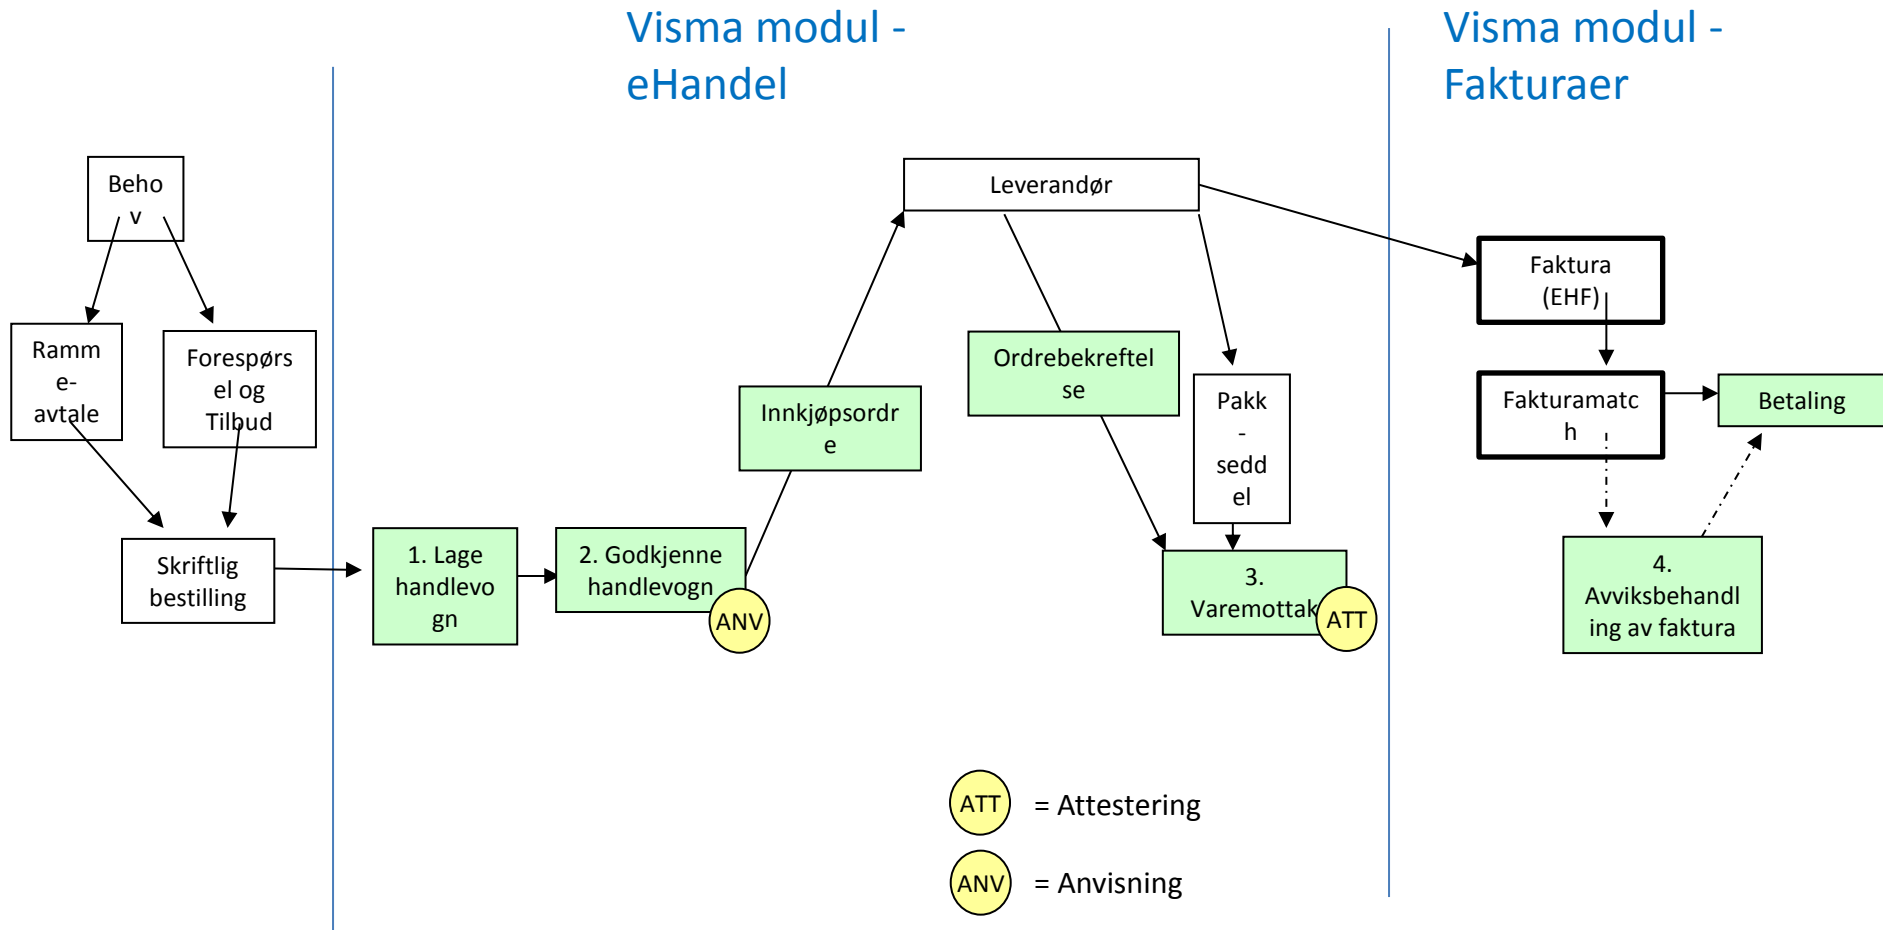 Visma modul -
eHandel
Visma modul -
Fakturaer
Beho
v
Leverandør
Faktura
(EHF)
Ramm
e-
avtale
Forespørs
el og
Tilbud
Ordrebekreftel
se
Pakk
-
sedd
el
Innkjøpsordr
e
Fakturamatc
h
Betaling
Skriftlig
bestilling
1. Lage
handlevo
gn
2. Godkjenne
handlevogn
ANV
3.
Varemottak
ATT
4.
Avviksbehandl
ing av faktura
ATT = Attestering
ANV = Anvisning